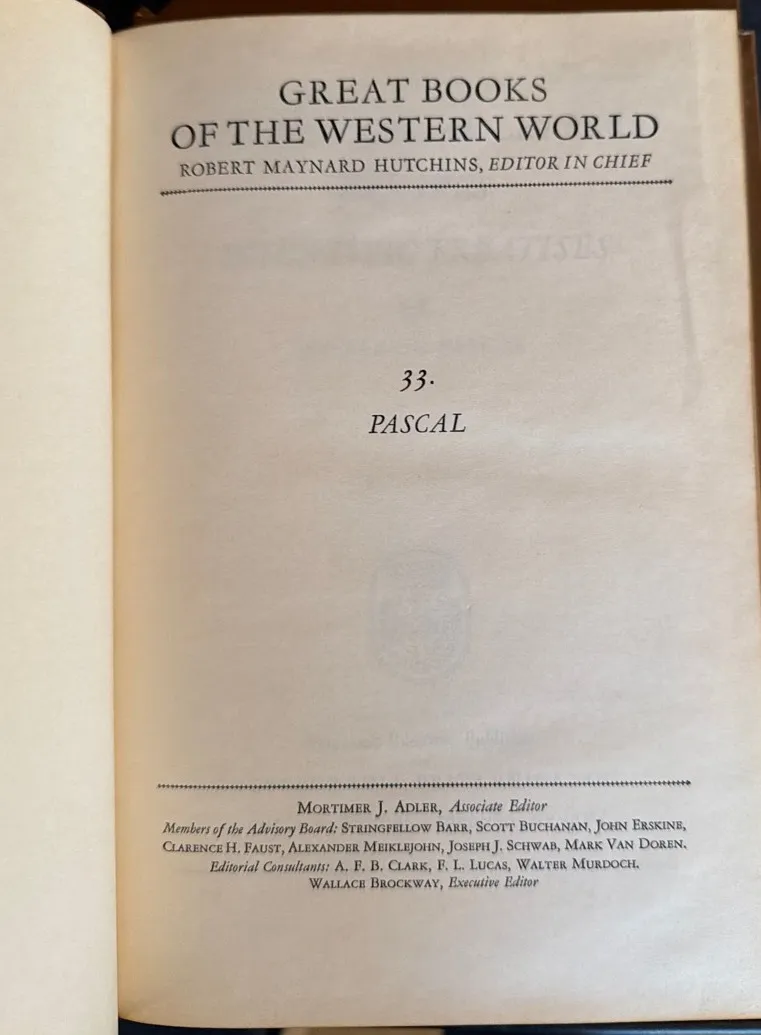 GREAT BOOKS
OF THE WESTERN WORLD
ROBERT MAYNARD HUTCHINS, EDITOR IN CHIEF
33.
PASCAL
MORTIMER J. ADLER, Associate Editor
Members of the Advisory Board: STRINGFELLOW BARR, SCOTT BUCHANAN, JOHN ERSKINE,
CLARENCE H. FAUST, ALEXANDER MEIKLEJOHN, JOSEPH J. SCHWAB, MARK VAN DOREN.
Editorial Consultants: A. F. B. CLARK, F. L. LUCAS, WALTER MURDOCH.
WALLACE BROCKWAY, Executive Editor